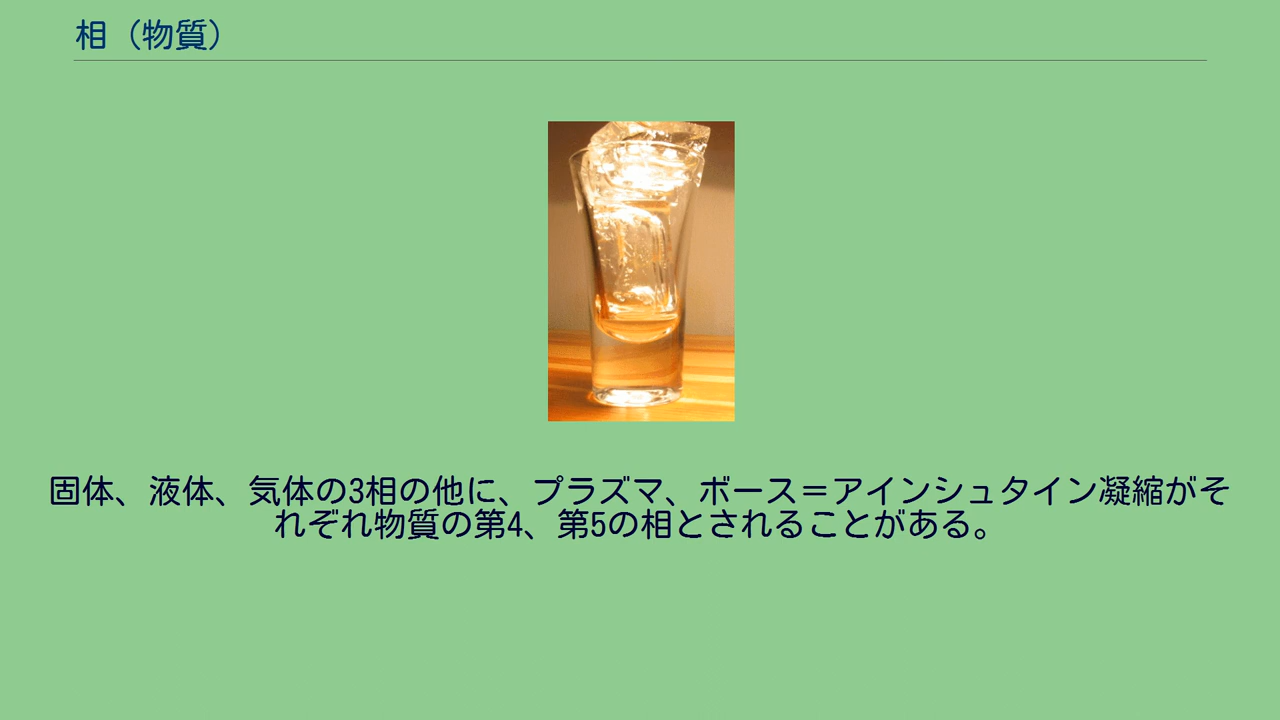 相（物質）
固体、液体、気体の3相の他に、プラズマ、ボース＝アインシュタイン凝縮がそ
れぞれ物質の第4、第5の相とされることがある。